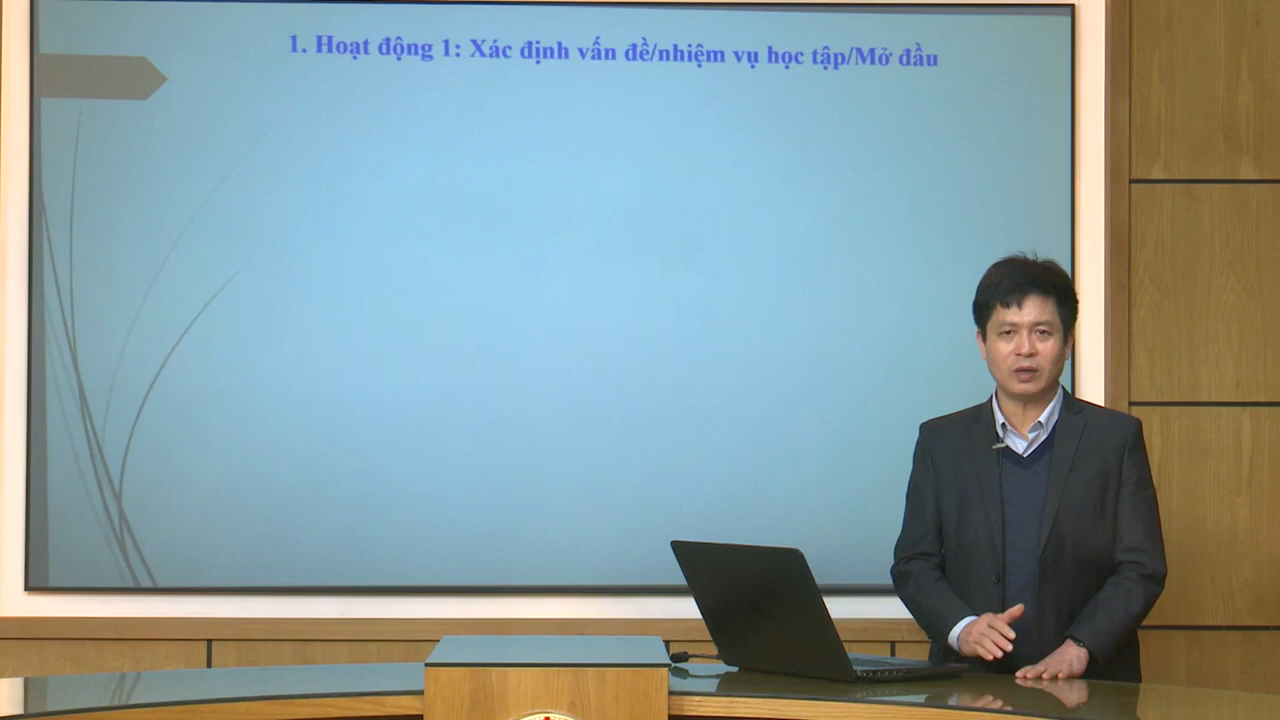 1. Hoạt động 1: Xác định vấn đề/nhiệm vụ học tập/Mở đầu